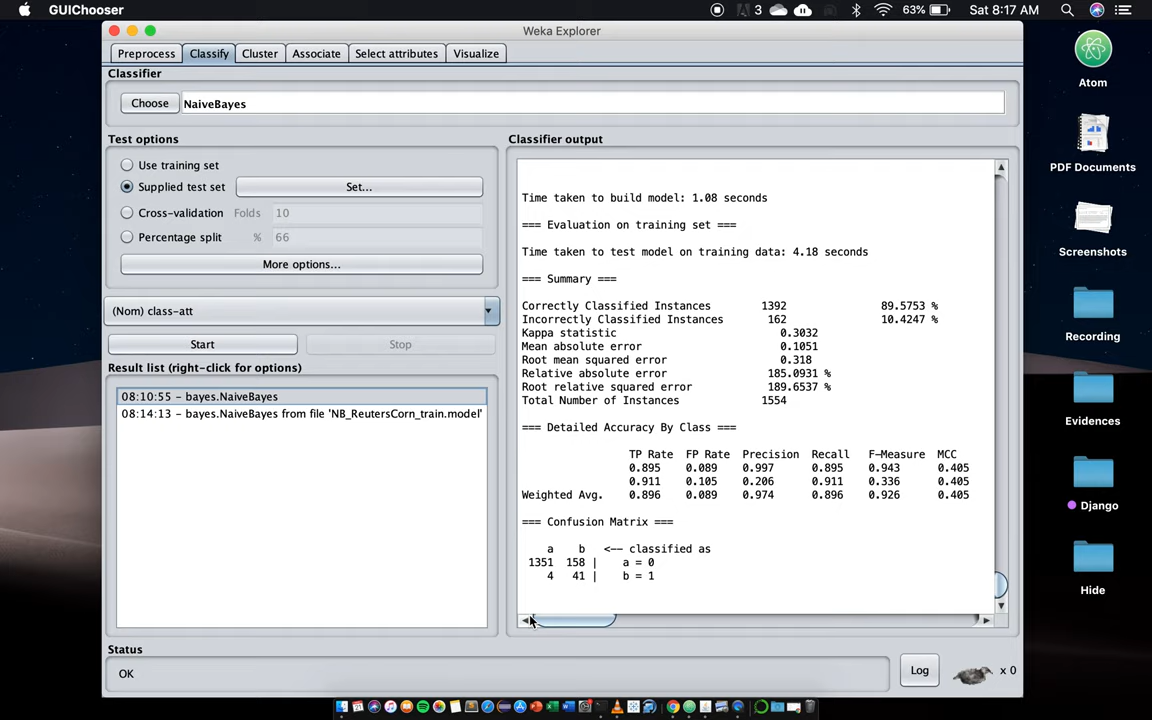 GUIChooser
3
63%
Sat 8:17 AM
Weka Explorer
Preprocess Classify Cluster Associate Select attributes Visualize
Classifier
Choose NaiveBayes
Test options
Use training set
Supplied test set Set...
Cross-validation Folds 10
Percentage split % 66
More options...
(Nom) class-att
Start Stop
Result list (right-click for options)
08:10:55 - bayes.NaiveBayes
08:14:13 - bayes.NaiveBayes from file 'NB_ReutersCorn_train.model'
Classifier output
Time taken to build model: 1.08 seconds
=== Evaluation on training set ===
Time taken to test model on training data: 4.18 seconds
=== Summary ===
Correctly Classified Instances 1392 89.5753 %
Incorrectly Classified Instances 162 10.4247 %
Kappa statistic 0.3032
Mean absolute error 0.1051
Root mean squared error 0.318
Relative absolute error 185.0931 %
Root relative squared error 189.6537 %
Total Number of Instances 1554
=== Detailed Accuracy By Class ===
TP Rate FP Rate Precision Recall F-Measure MCC
0.895 0.089 0.997 0.895 0.943 0.405
0.911 0.105 0.206 0.911 0.336 0.405
Weighted Avg. 0.896 0.089 0.974 0.896 0.926 0.405
=== Confusion Matrix ===
a b <-- classified as
1351 158 | a = 0
4 41 | b = 1
Status
OK
Log
x 0
Atom
PDF Documents
Screenshots
Recording
Evidences
Django
Hide